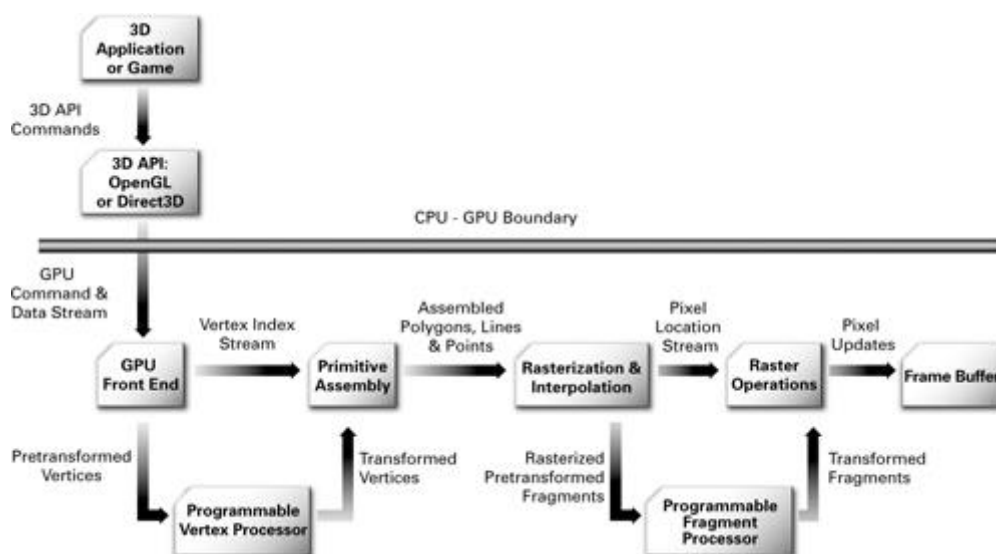 3D
Application
or Game
3D API
Commands
3D API:
OpenGL
or Direct3D
CPU - GPU Boundary
GPU
Command &
Data Stream
Vertex Index
Stream
Assembled
Polygons, Lines
& Points
Pixel
Location
Stream
Pixel
Updates
GPU
Front End
Primitive
Assembly
Rasterization &
Interpolation
Raster
Operations
Frame Buffer
Pretransformed
Vertices
Transformed
Vertices
Rasterized
Pretransformed
Fragments
Transformed
Fragments
Programmable
Vertex Processor
Programmable
Fragment
Processor